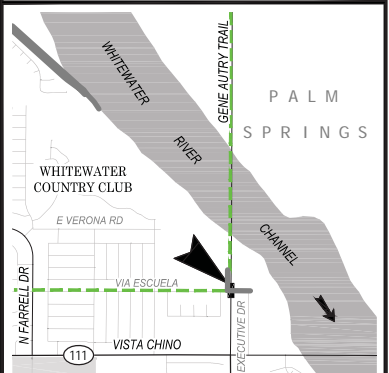 GENE AUTRY TRAIL
WHITEWATER
RIVER
CHANNEL
PALM
SPRINGS
WHITEWATER
COUNTRY CLUB
E VERONA RD
N FARRELL DR
VIA ESCUELA
EXECUTIVE DR
VISTA CHINO
111